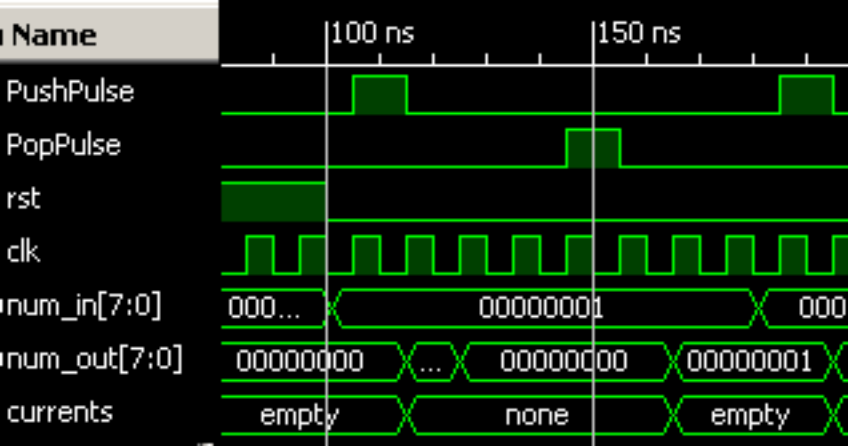 Name
100 ns
150 ns
PushPulse
PopPulse
rst
clk
num_in[7:0]
000...
00000001
000
num_out[7:0]
00000000
...
00000000
00000001
currents
empty
none
empty